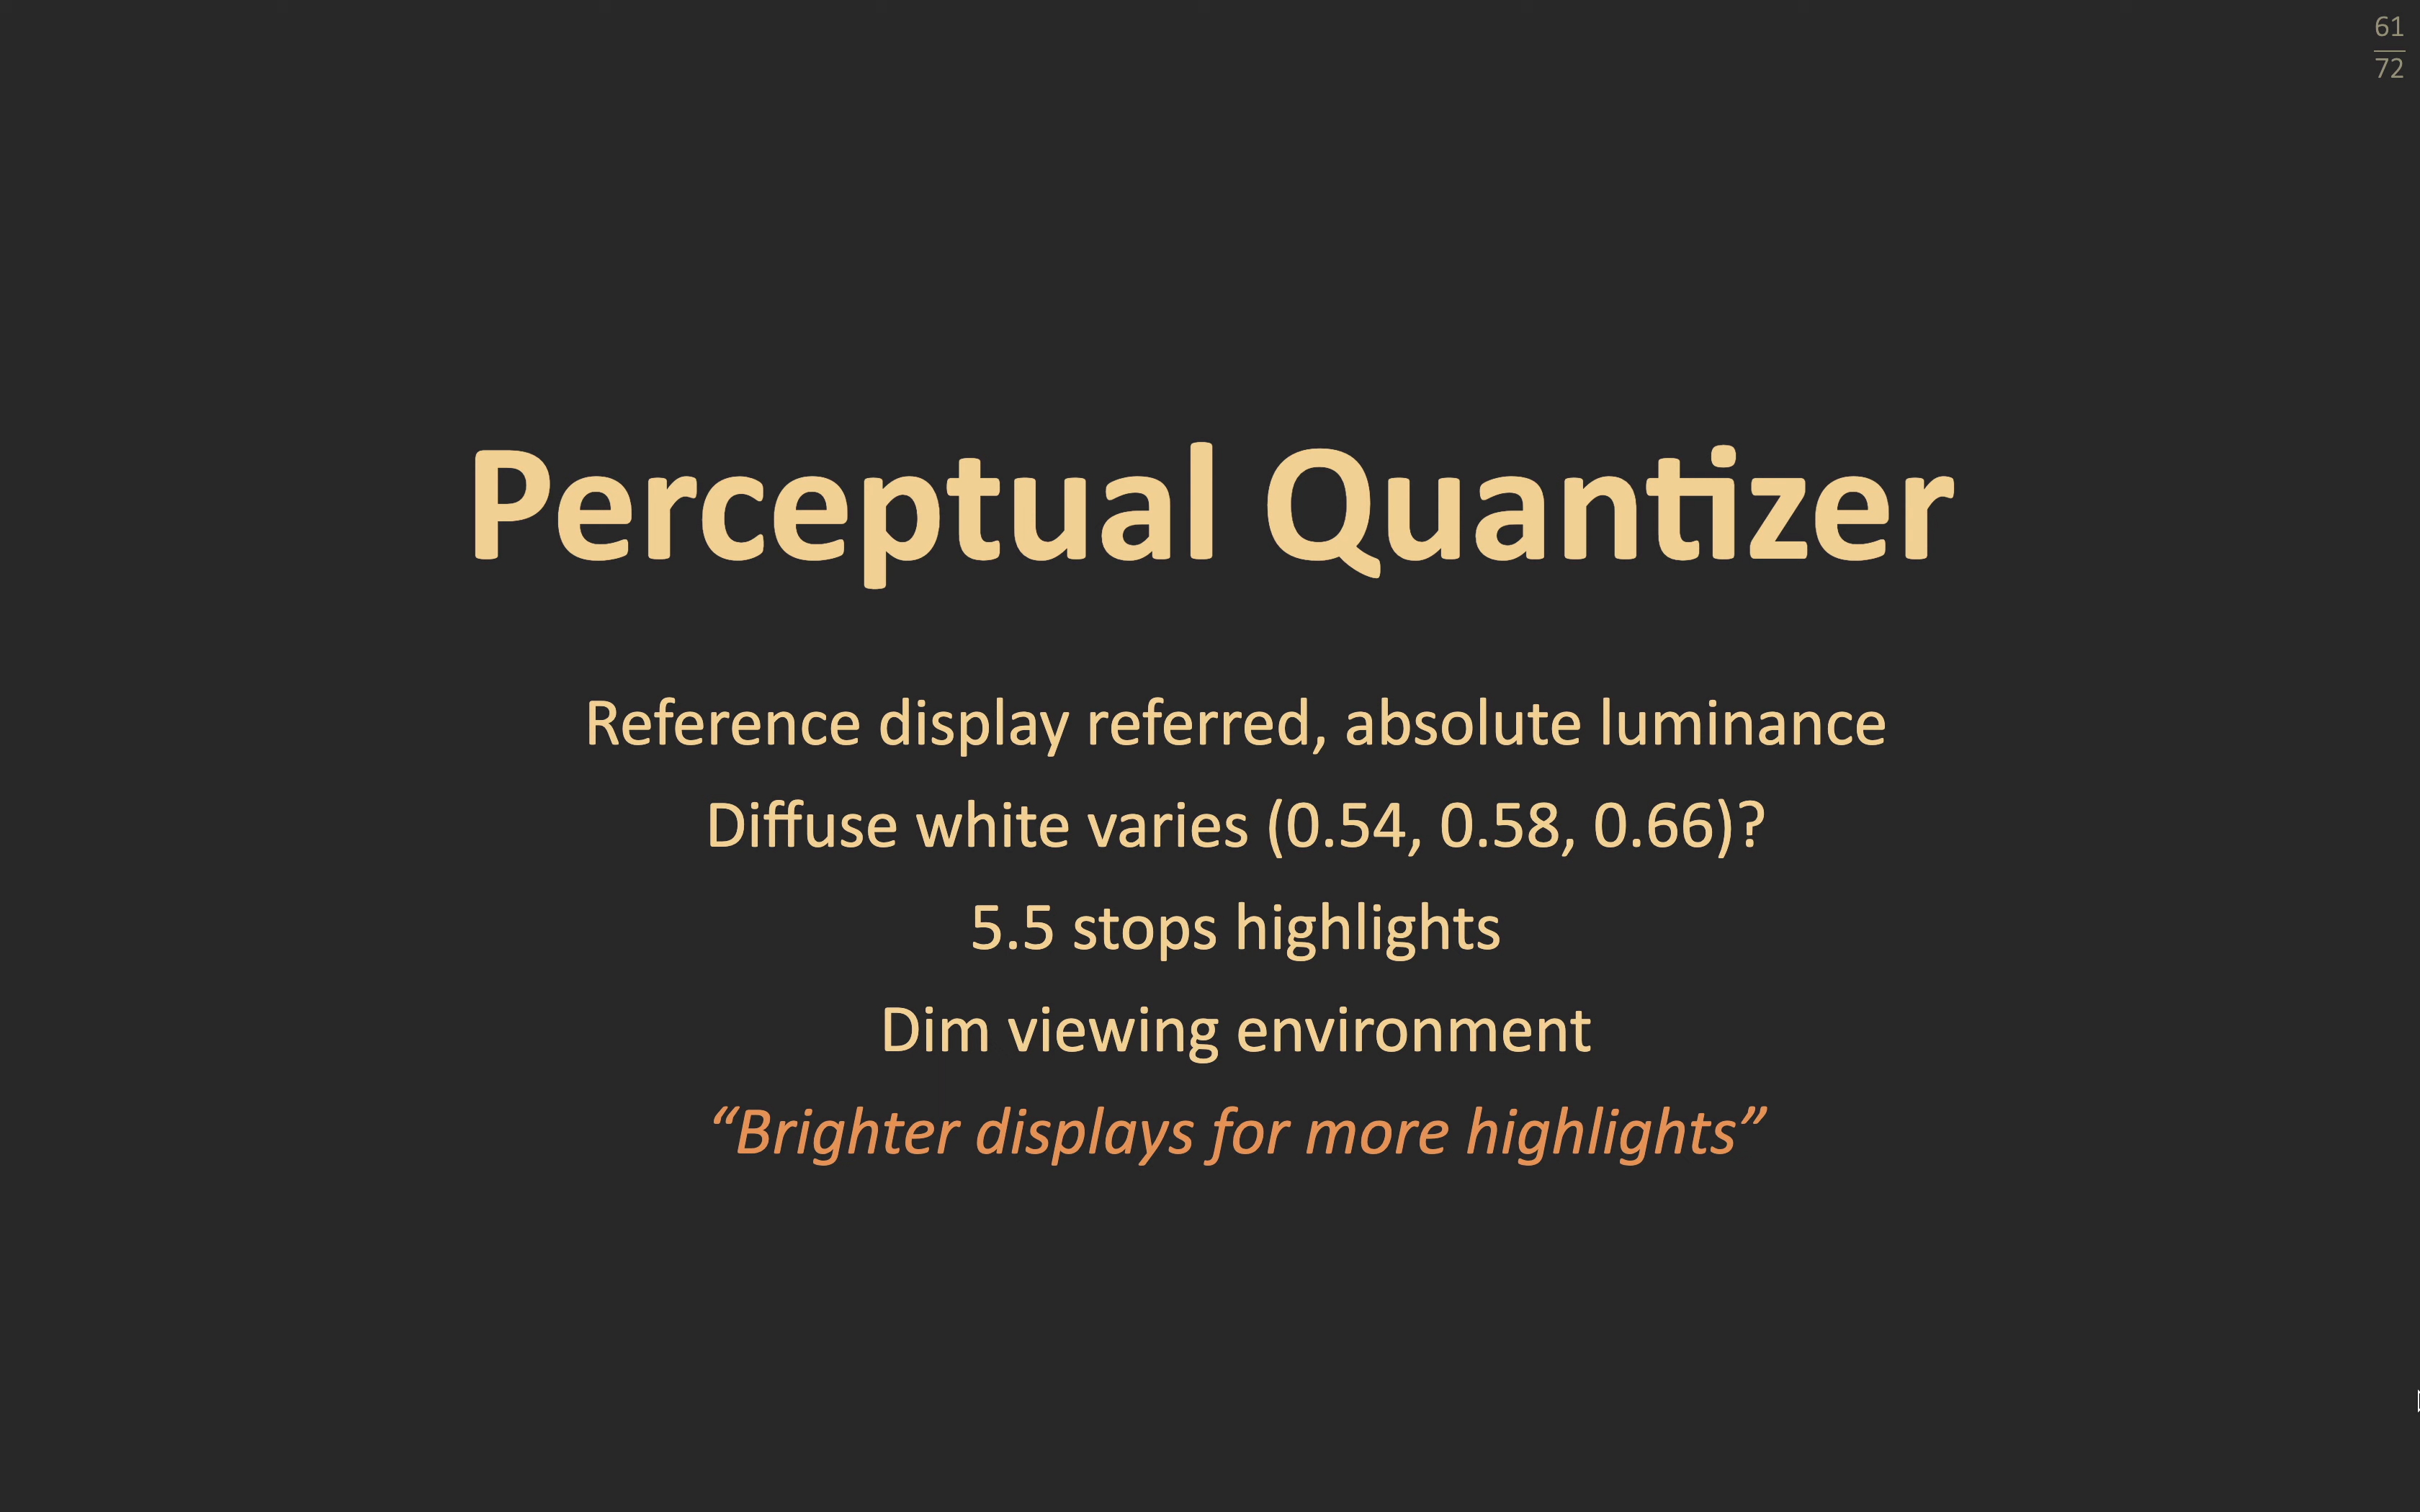 61
72
Perceptual Quantizer
Reference display referred, absolute luminance
Diffuse white varies (0.54, 0.58, 0.66)?
5.5 stops highlights
Dim viewing environment
“Brighter displays for more highlights”